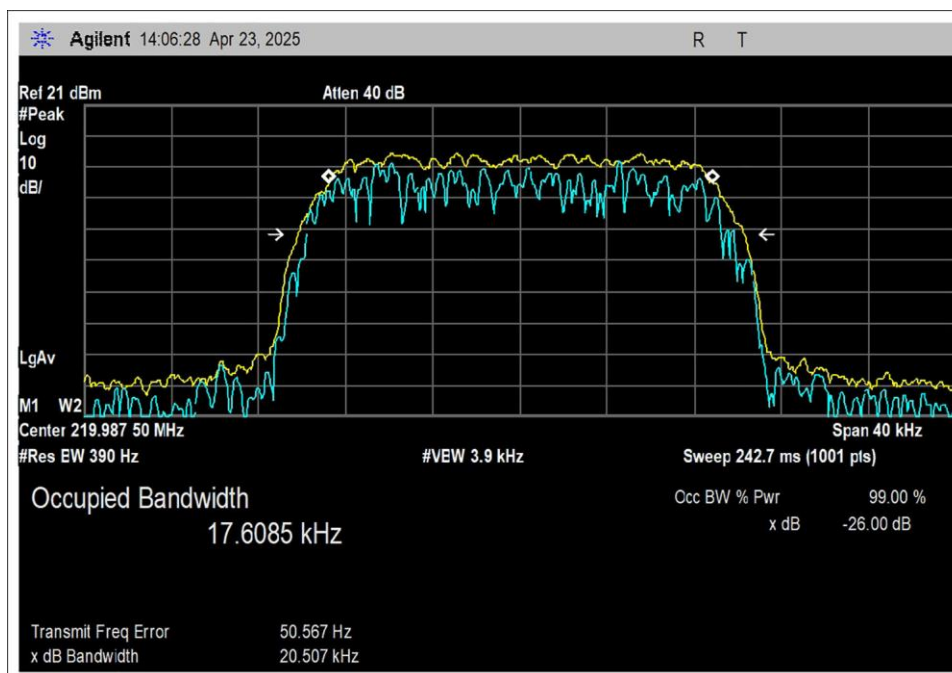 Agilent 14:06:28 Apr 23, 2025 R T
Ref 21 dBm Atten 40 dB
#Peak
Log
10
dB/
LgAv
M1 W2
Center 219.987 50 MHz Span 40 kHz
#Res EW 390 Hz #VBW 3.9 kHz Sweep 242.7 ms (1001 pts)
Occupied Bandwidth Occ BW % Pwr 99.00 %
17.6085 kHz x dB -26.00 dB
Transmit Freq Error 50.567 Hz
x dB Bandwidth 20.507 kHz